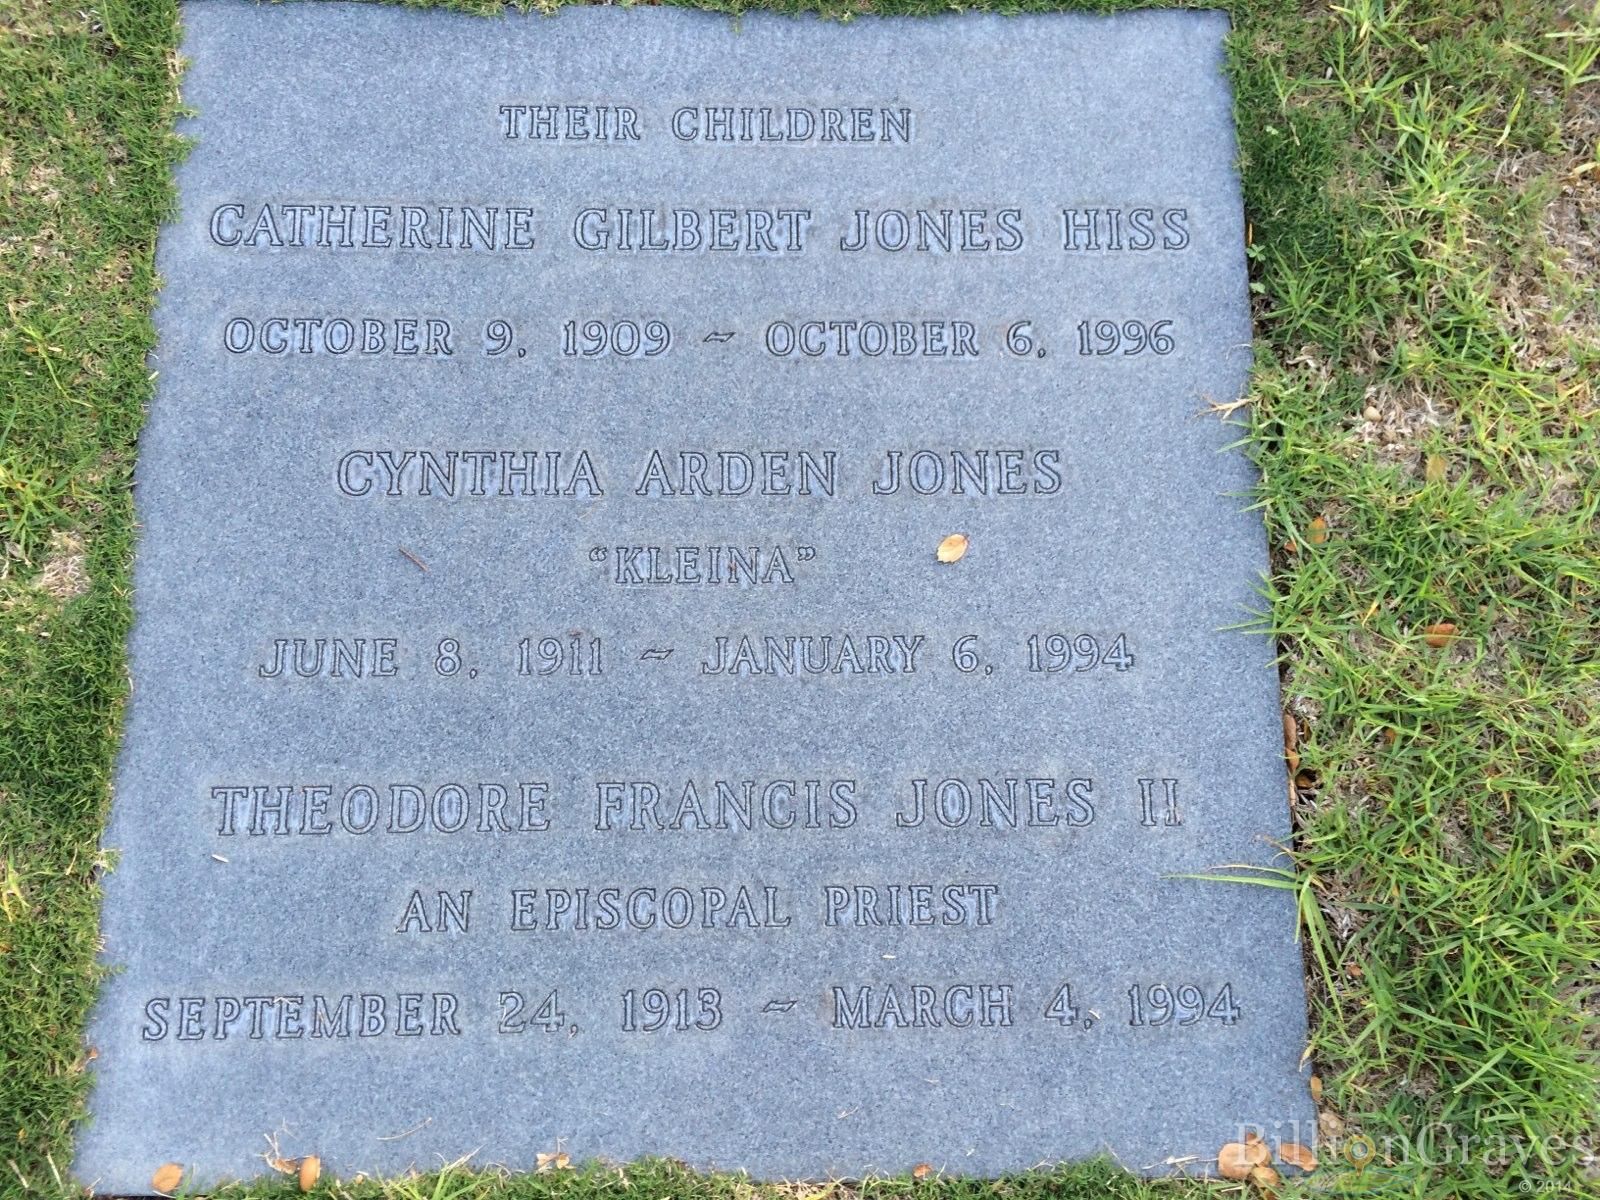 THEIR CHILDREN
CATHERINE GILBERT JONES HISS
OCTOBER 9, 1909 ~ OCTOBER 6, 1996
CYNTHIA ARDEN JONES
"KLEINA"
JUNE 8, 1911 ~ JANUARY 6, 1994
THEODORE FRANCIS JONES II
AN EPISCOPAL PRIEST
SEPTEMBER 24, 1913 ~ MARCH 4, 1994
BillionGraves
© 2014